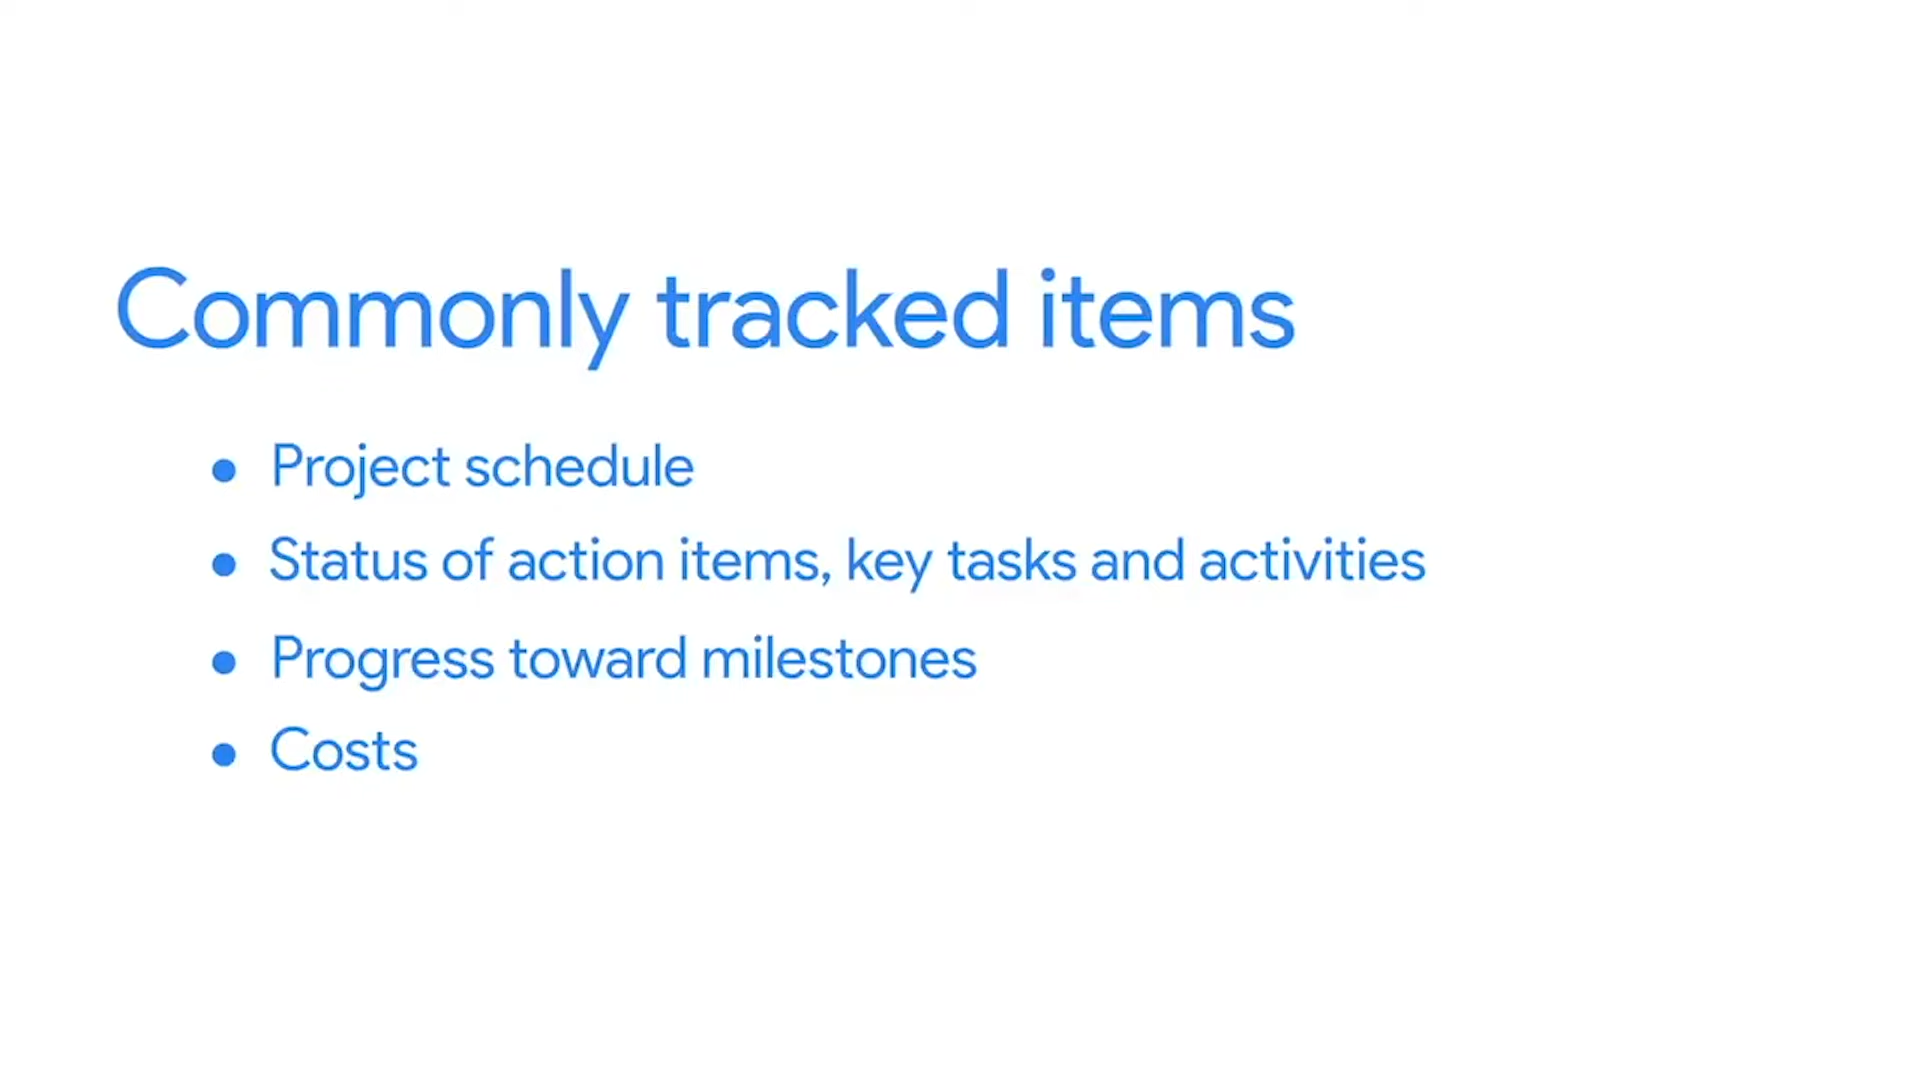 Commonly tracked items
● Project schedule
● Status of action items, key tasks and activities
● Progress toward milestones
● Costs